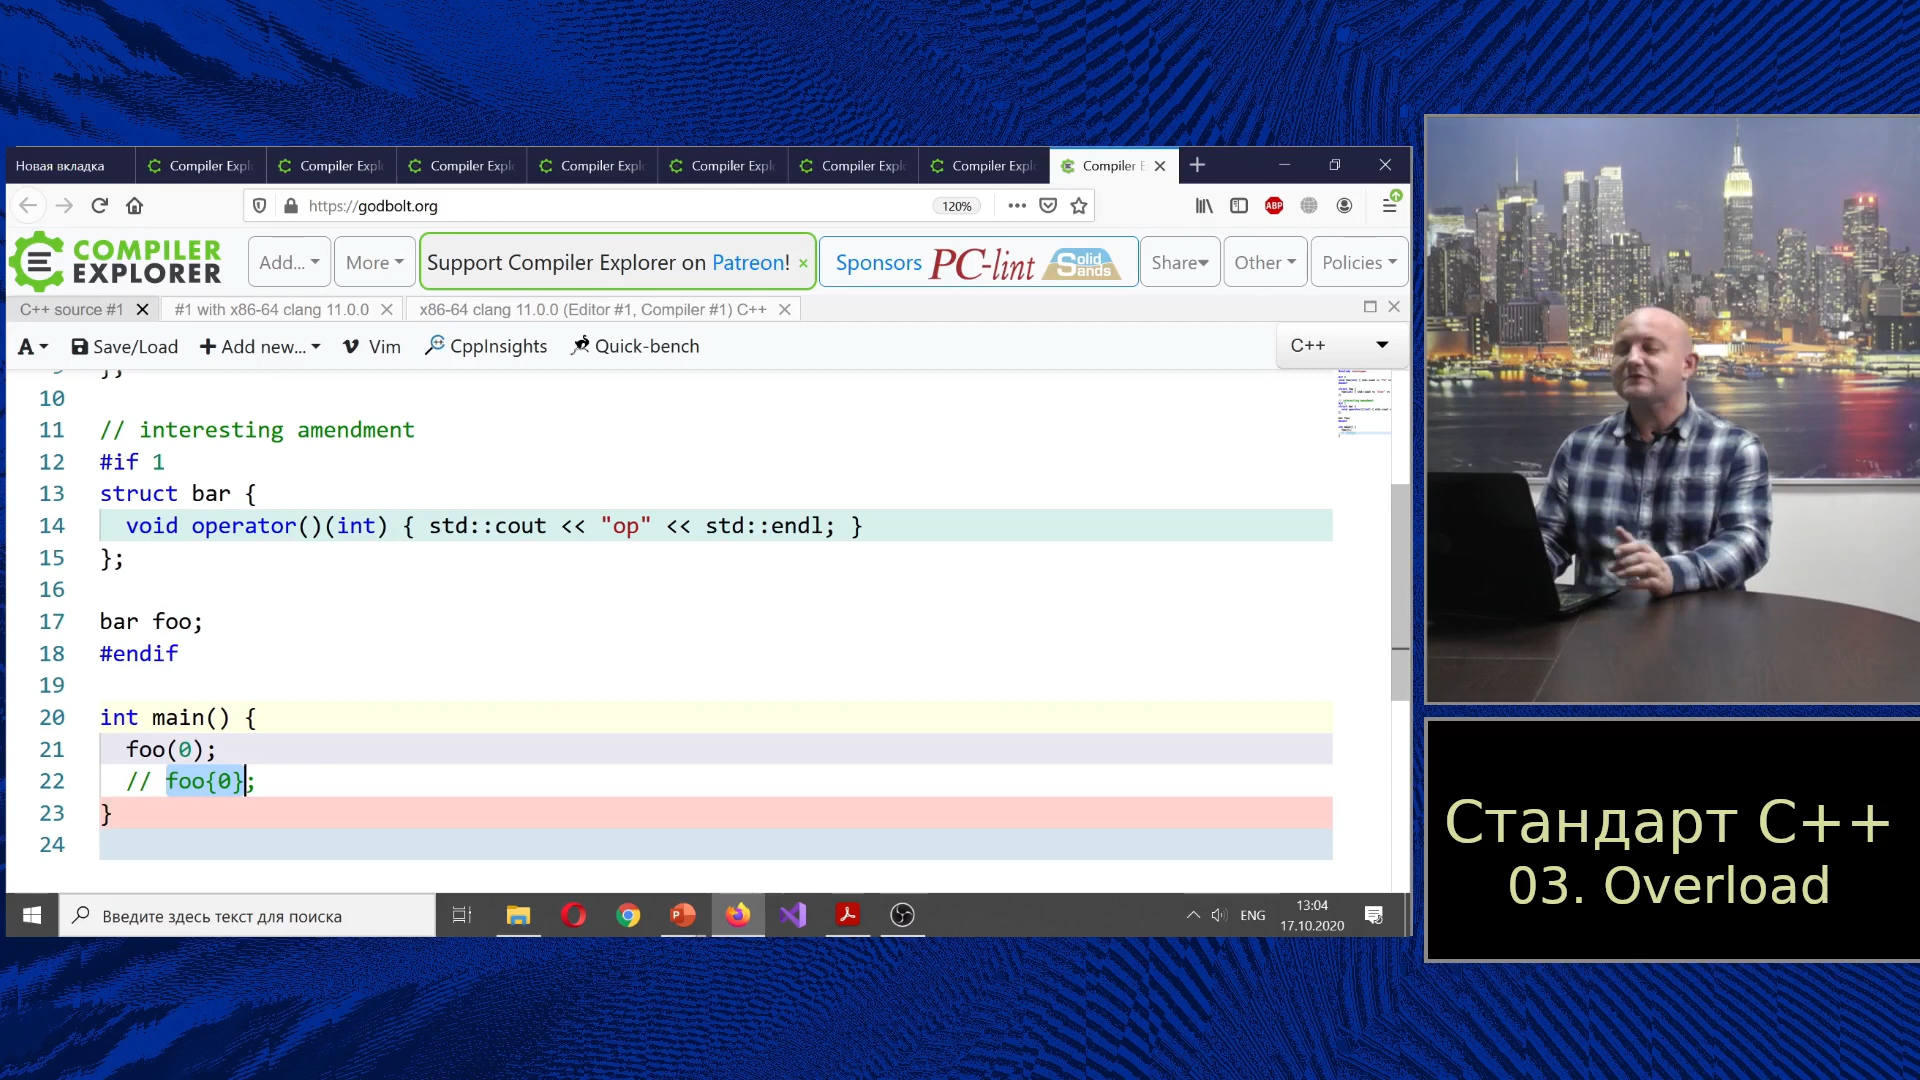 Новая вкладка
Compiler Expl
Compiler Expl
Compiler Expl
Compiler Expl
Compiler Expl
Compiler Expl
Compiler Expl
Compiler E
https://godbolt.org
120%
ABP
COMPILER
EXPLORER
Add...
More
Support Compiler Explorer on Patreon! ×
Sponsors PC-lint Solid Sands
Share
Other
Policies
C++ source #1
#1 with x86-64 clang 11.0.0
x86-64 clang 11.0.0 (Editor #1, Compiler #1) C++
A
Save/Load
+ Add new...
Vim
CppInsights
Quick-bench
C++
9 };
10
11 // interesting amendment
12 #if 1
13 struct bar {
14 void operator()(int) { std::cout << "op" << std::endl; }
15 };
16
17 bar foo;
18 #endif
19
20 int main() {
21 foo(0);
22 // foo{0};
23 }
24
Введите здесь текст для поиска
ENG
13:04
17.10.2020
Стандарт C++
03. Overload